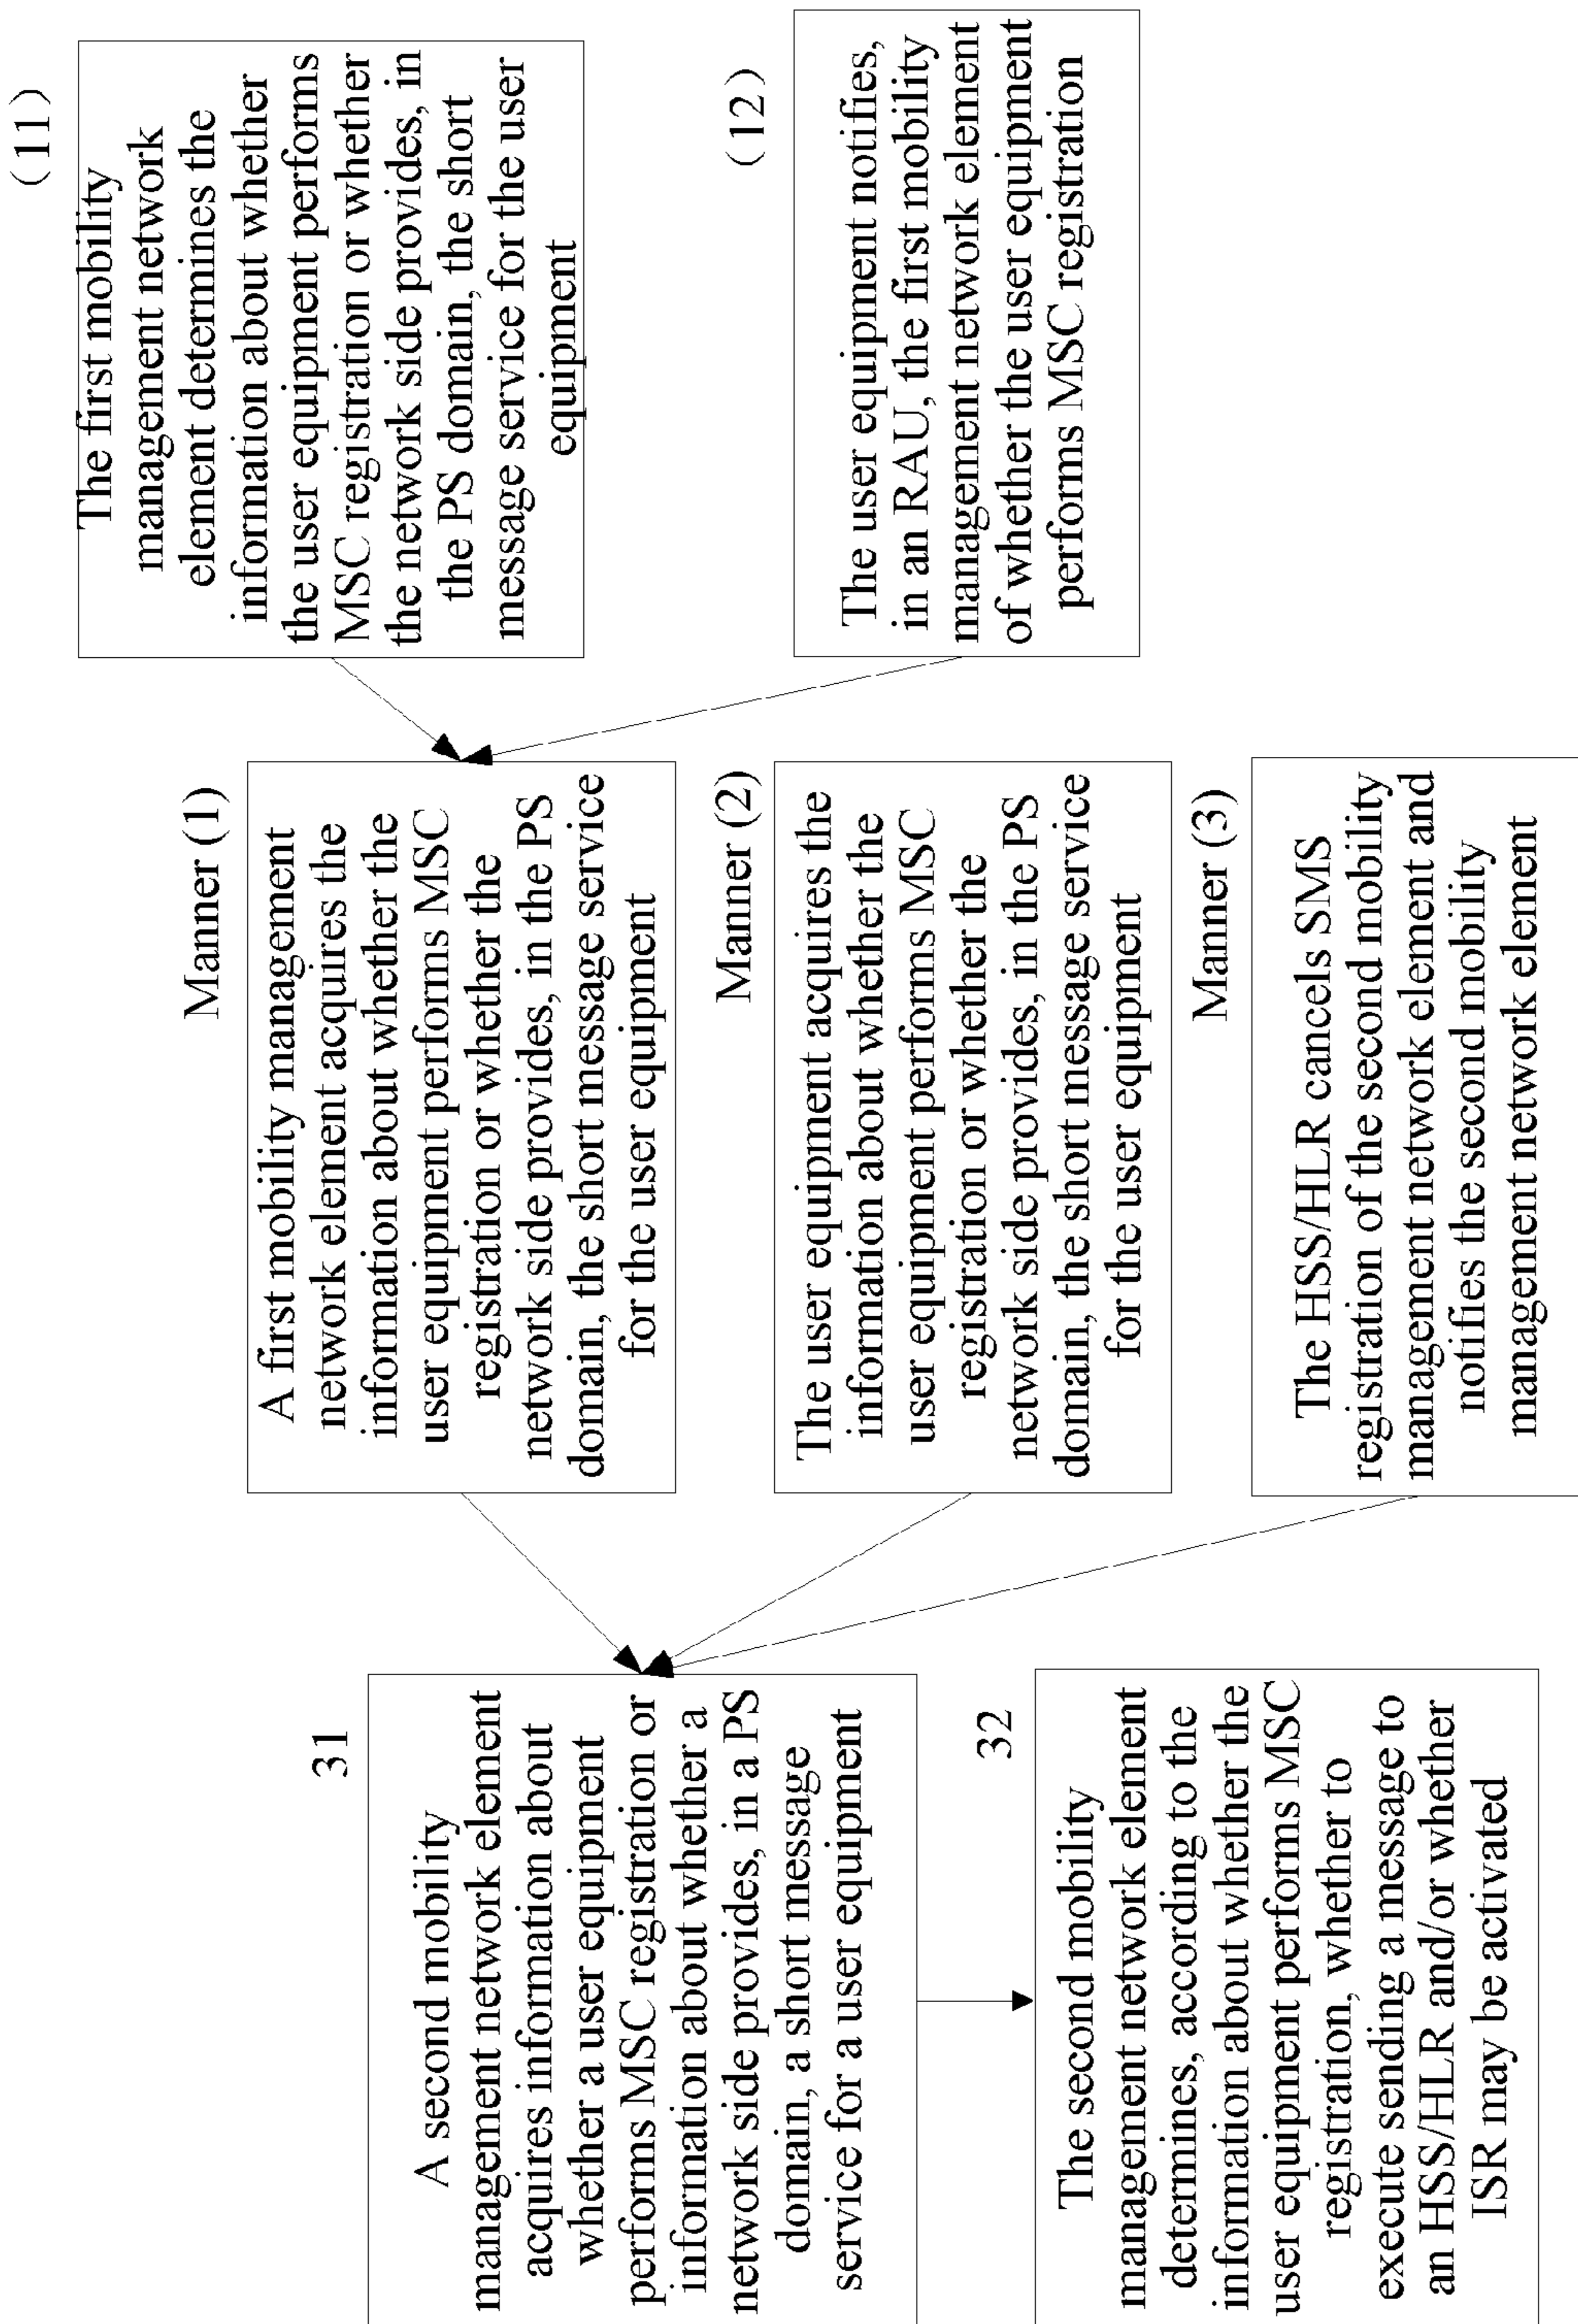 31
A second mobility
management network element
acquires information about
whether a user equipment
performs MSC registration or
information about whether a
network side provides, in a PS
domain, a short message
service for a user equipment
32
The second mobility
management network element
determines, according to the
information about whether the
user equipment performs MSC
registration, whether to
execute sending a message to
an HSS/HLR and/or whether
ISR may be activated
Manner (1)
A first mobility management
network element acquires the
information about whether the
user equipment performs MSC
registration or whether the
network side provides, in the PS
domain, the short message service
for the user equipment
Manner (2)
The user equipment acquires the
information about whether the
user equipment performs MSC
registration or whether the
network side provides, in the PS
domain, the short message service
for the user equipment
Manner (3)
The HSS/HLR cancels SMS
registration of the second mobility
management network element and
notifies the second mobility
management network element
(11)
The first mobility
management network
element determines the
information about whether
the user equipment performs
MSC registration or whether
the network side provides, in
the PS domain, the short
message service for the user
equipment
(12)
The user equipment notifies,
in an RAU, the first mobility
management network element
of whether the user equipment
performs MSC registration